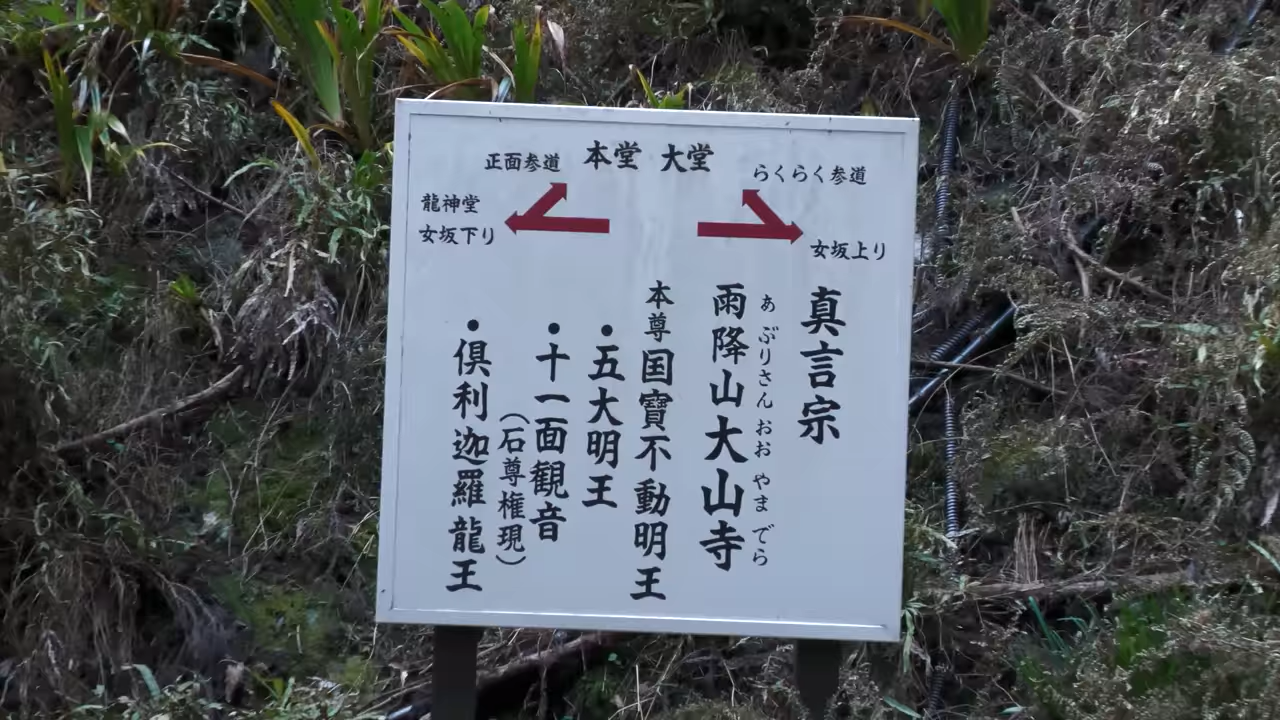 本堂 大堂
正面参道
龍神堂
女坂下り
らくらく参道
女坂上り
真言宗
あぶりさん おお やま でら
雨降山大山寺
本尊国寶不動明王
・五大明王
・十一面観音
(石尊権現)
・倶利迦羅龍王